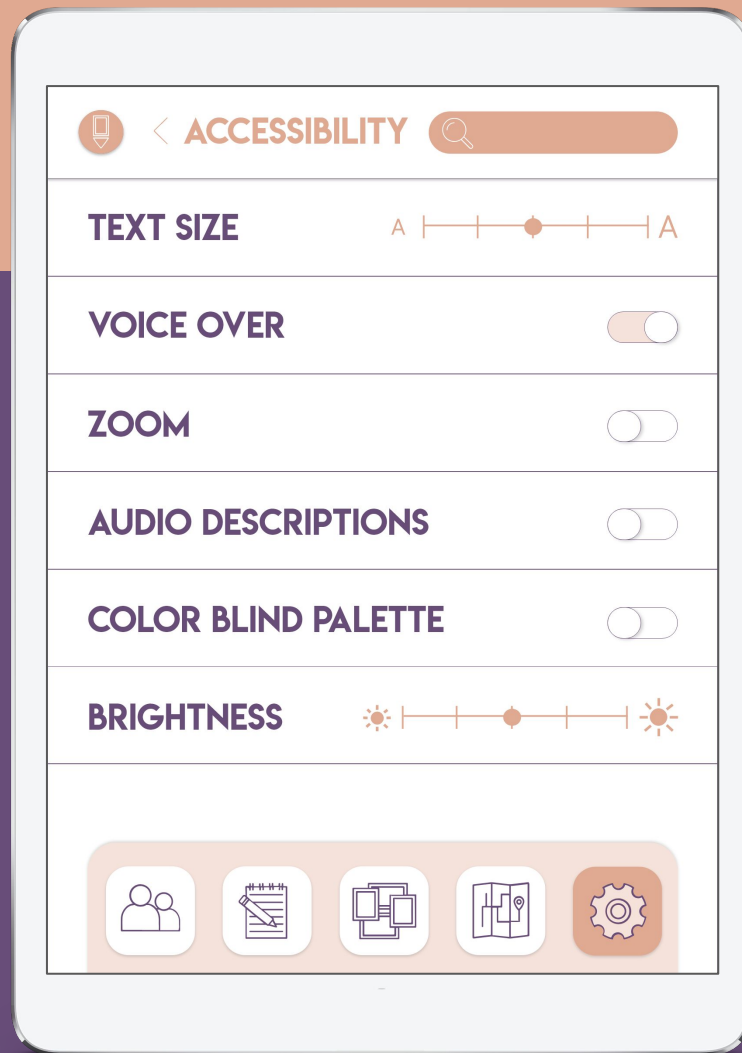 ACCESSIBILITY
TEXT SIZE A A
VOICE OVER
ZOOM
AUDIO DESCRIPTIONS
COLOR BLIND PALETTE
BRIGHTNESS